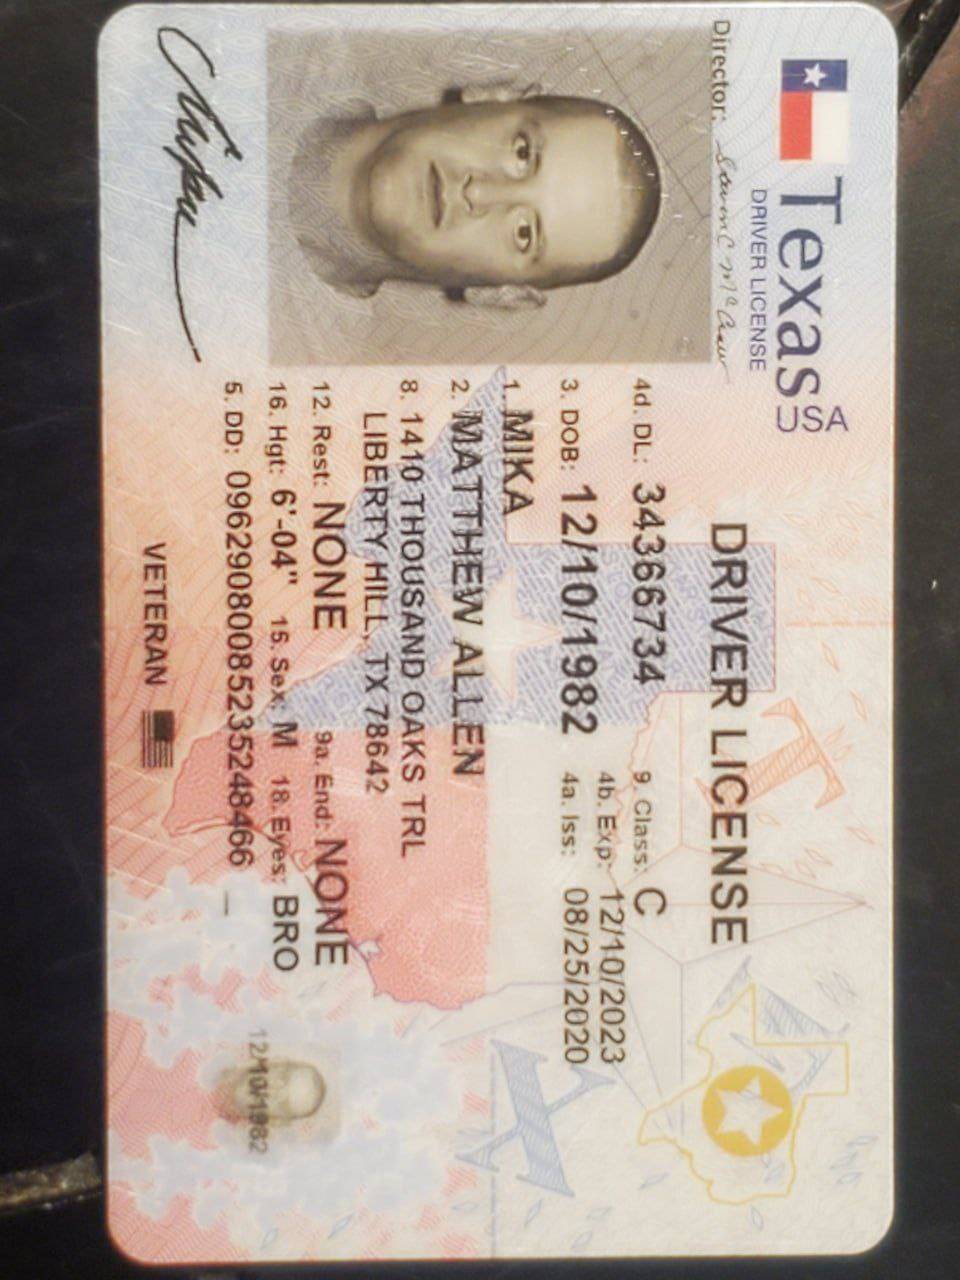 Texas USA
DRIVER LICENSE
DRIVER LICENSE
Director: Steven C McCraw
4d. DL: 34366734 9. Class: C
4b. Exp: 12/10/2023
3. DOB: 12/10/1982 4a. Iss: 08/25/2020
1. MIKA
2. MATTHEW ALLEN
8. 1410 THOUSAND OAKS TRL
LIBERTY HILL, TX 78642
12. Rest: NONE 9a. End: NONE
16. Hgt: 6'-04" 15. Sex: M 18. Eyes: BRO
5. DD: 09629080085235248466
VETERAN
12/10/1982